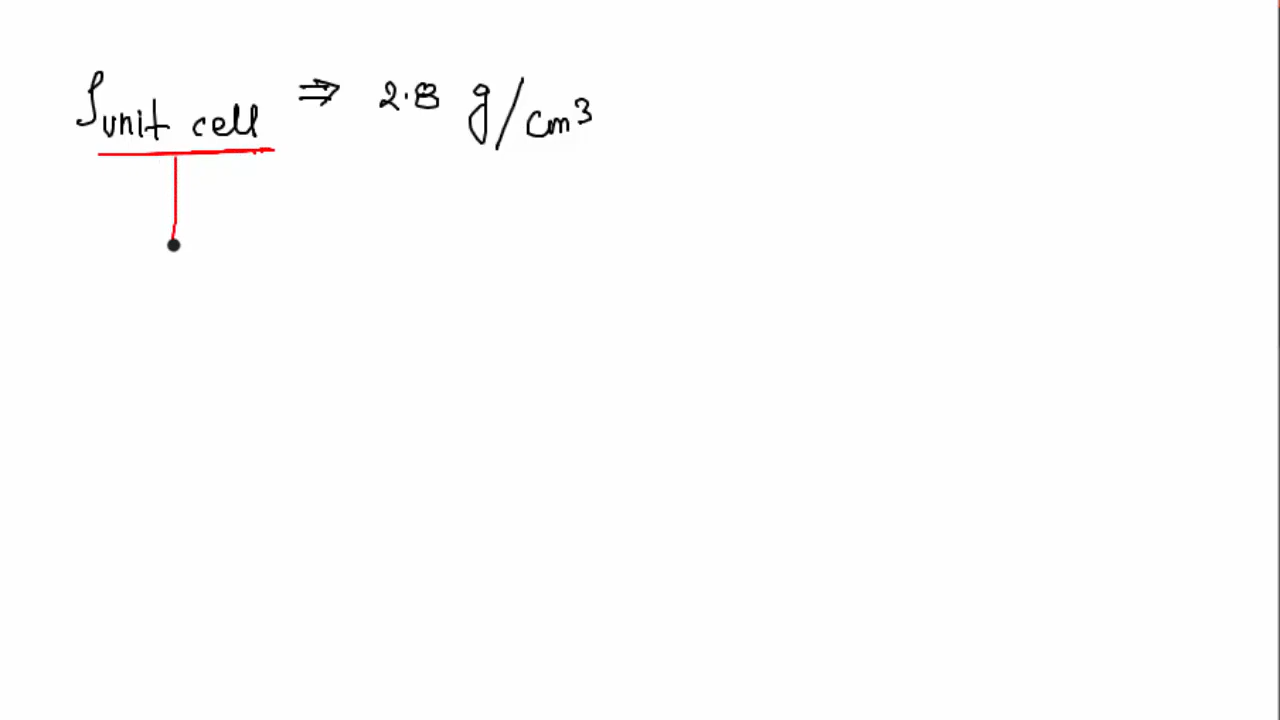 ρunit cell ⇒ 2.8 g/cm³